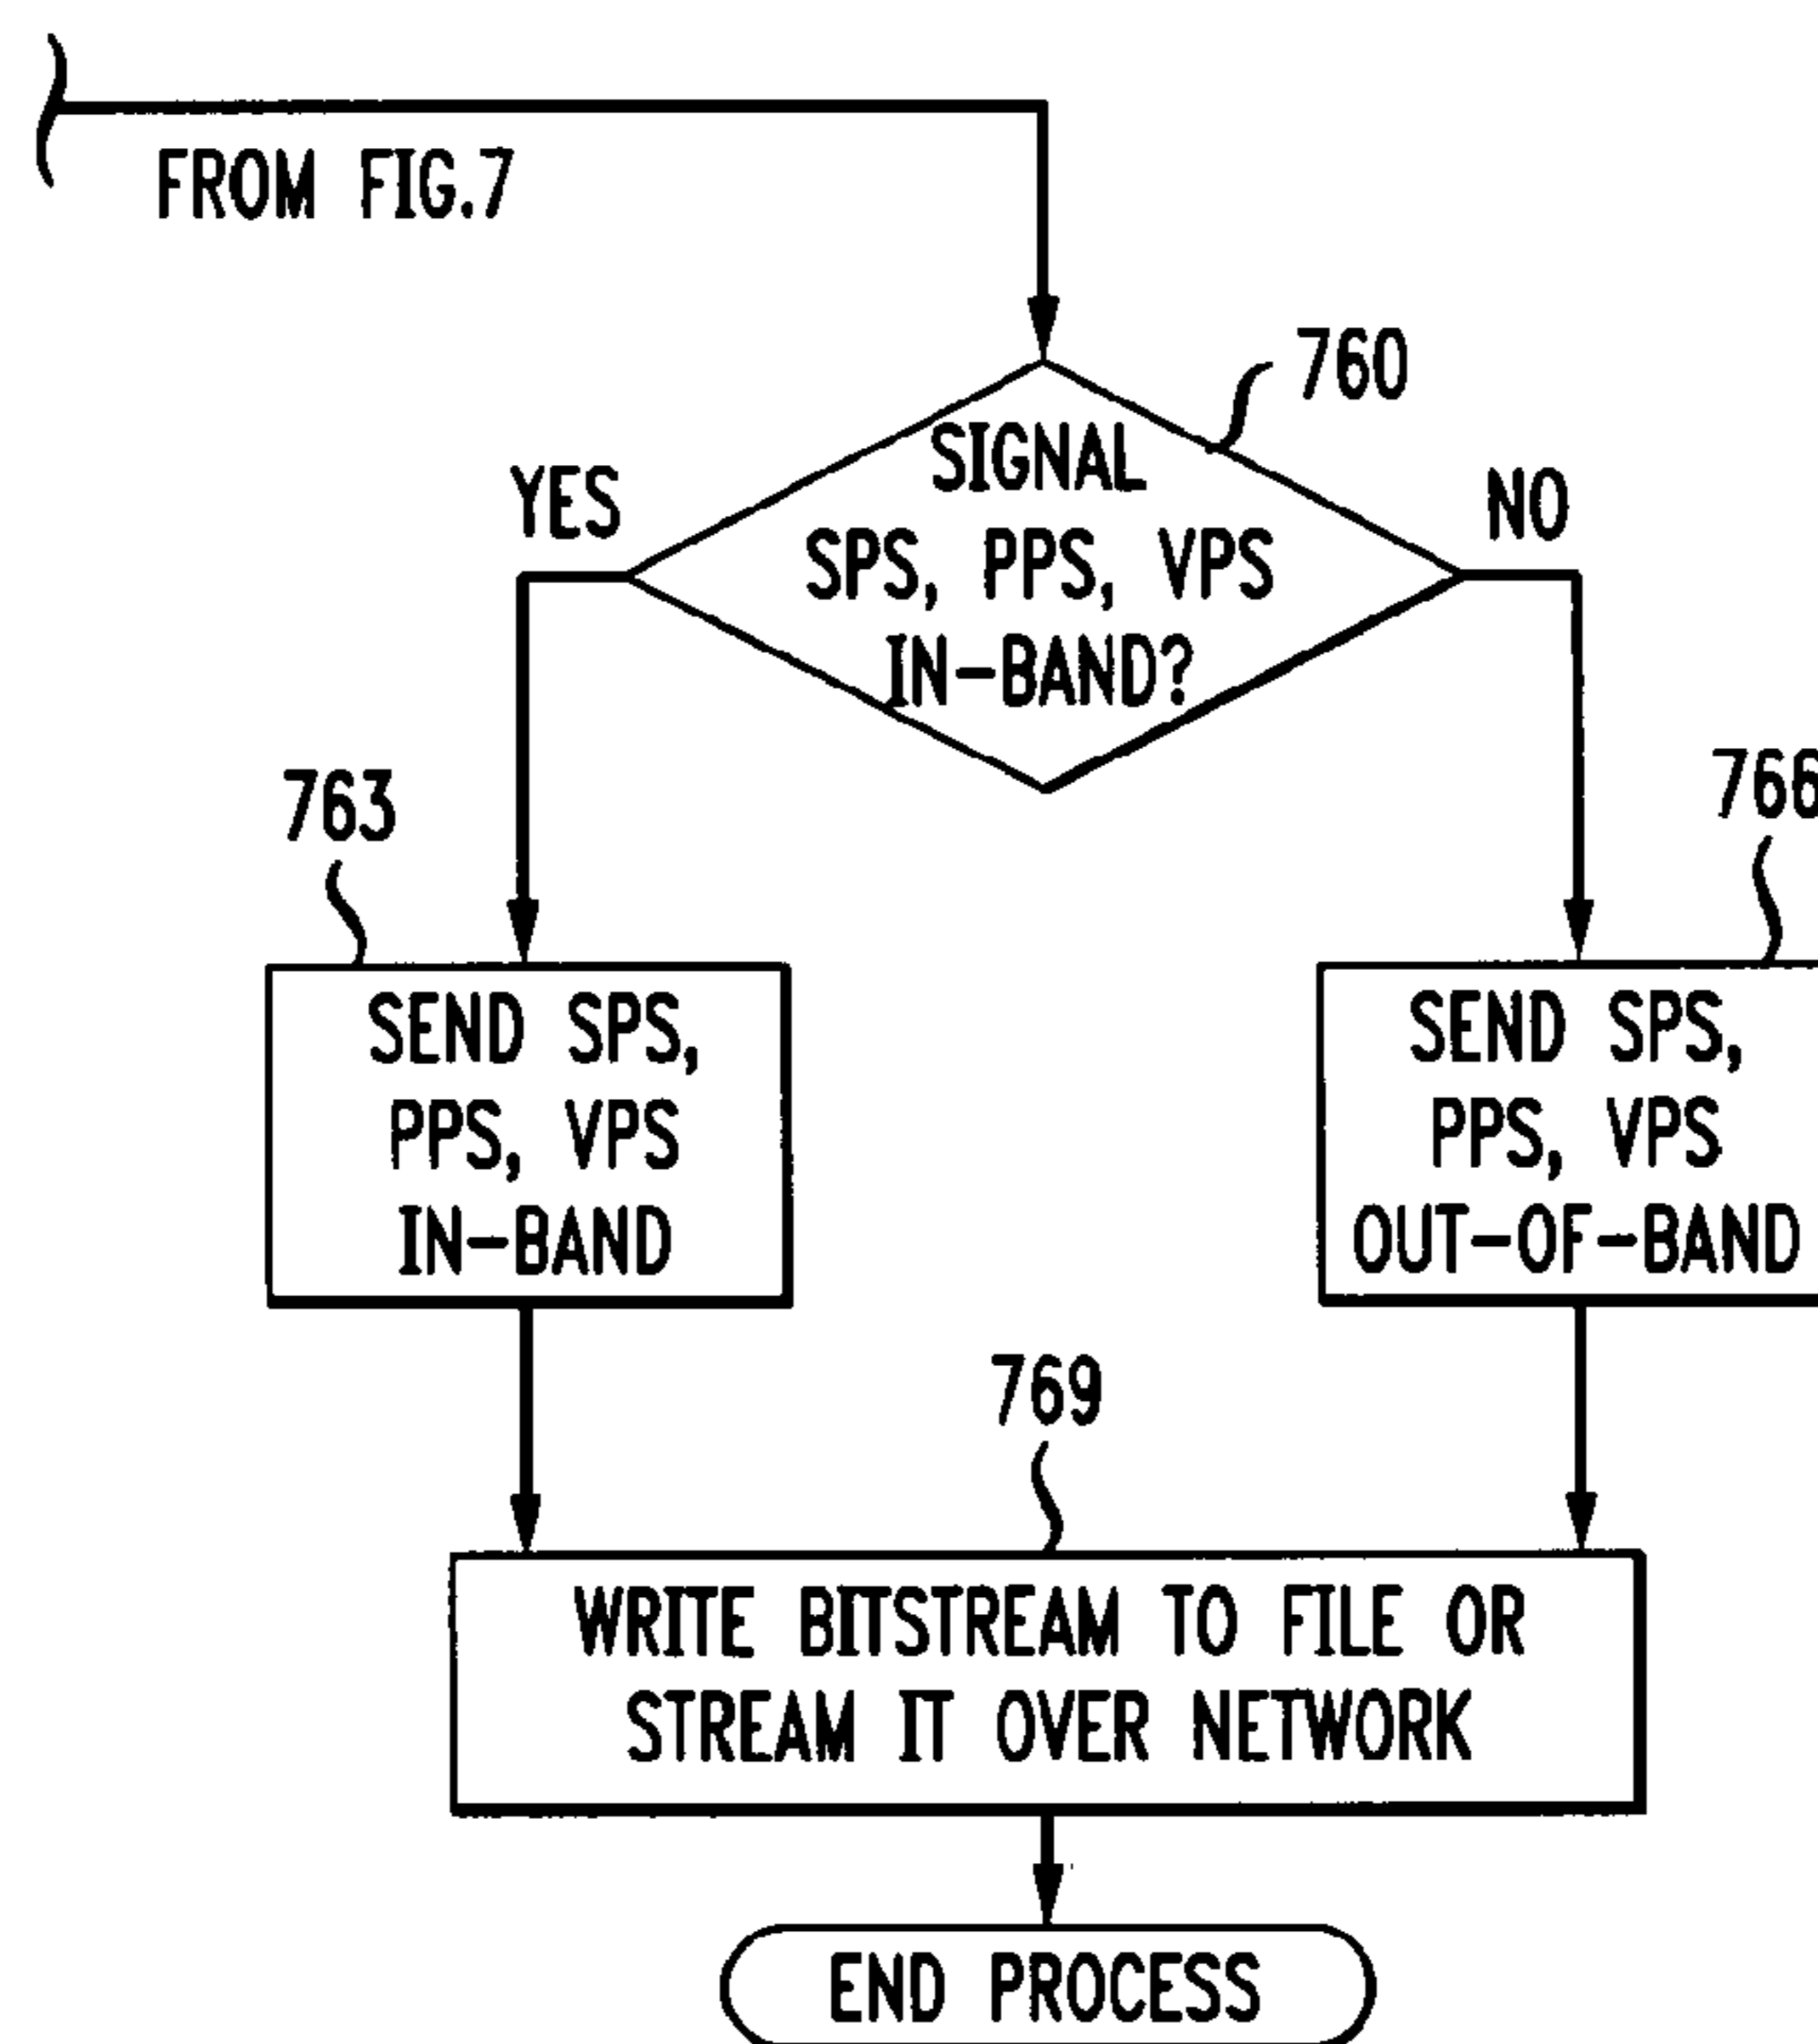 FROM FIG.7
760
SIGNAL
SPS, PPS, VPS
IN-BAND?
YES
NO
763
766
SEND SPS,
PPS, VPS
IN-BAND
SEND SPS,
PPS, VPS
OUT-OF-BAND
769
WRITE BITSTREAM TO FILE OR
STREAM IT OVER NETWORK
END PROCESS